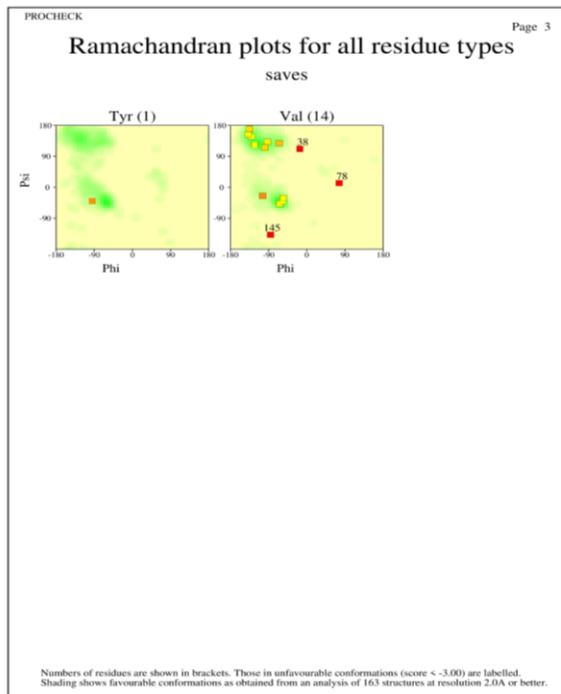 PROCHECK
Page 3
Ramachandran plots for all residue types
saves
Tyr (1)
Val (14)
180
90
0
-90
-180 -90 0 90 180
Psi
Phi
180
90
0
-90
-180 -90 0 90 180
Phi
38
78
145
Numbers of residues are shown in brackets. Those in unfavourable conformations (score < -3.00) are labelled.
Shading shows favourable conformations as obtained from an analysis of 163 structures at resolution 2.0A or better.